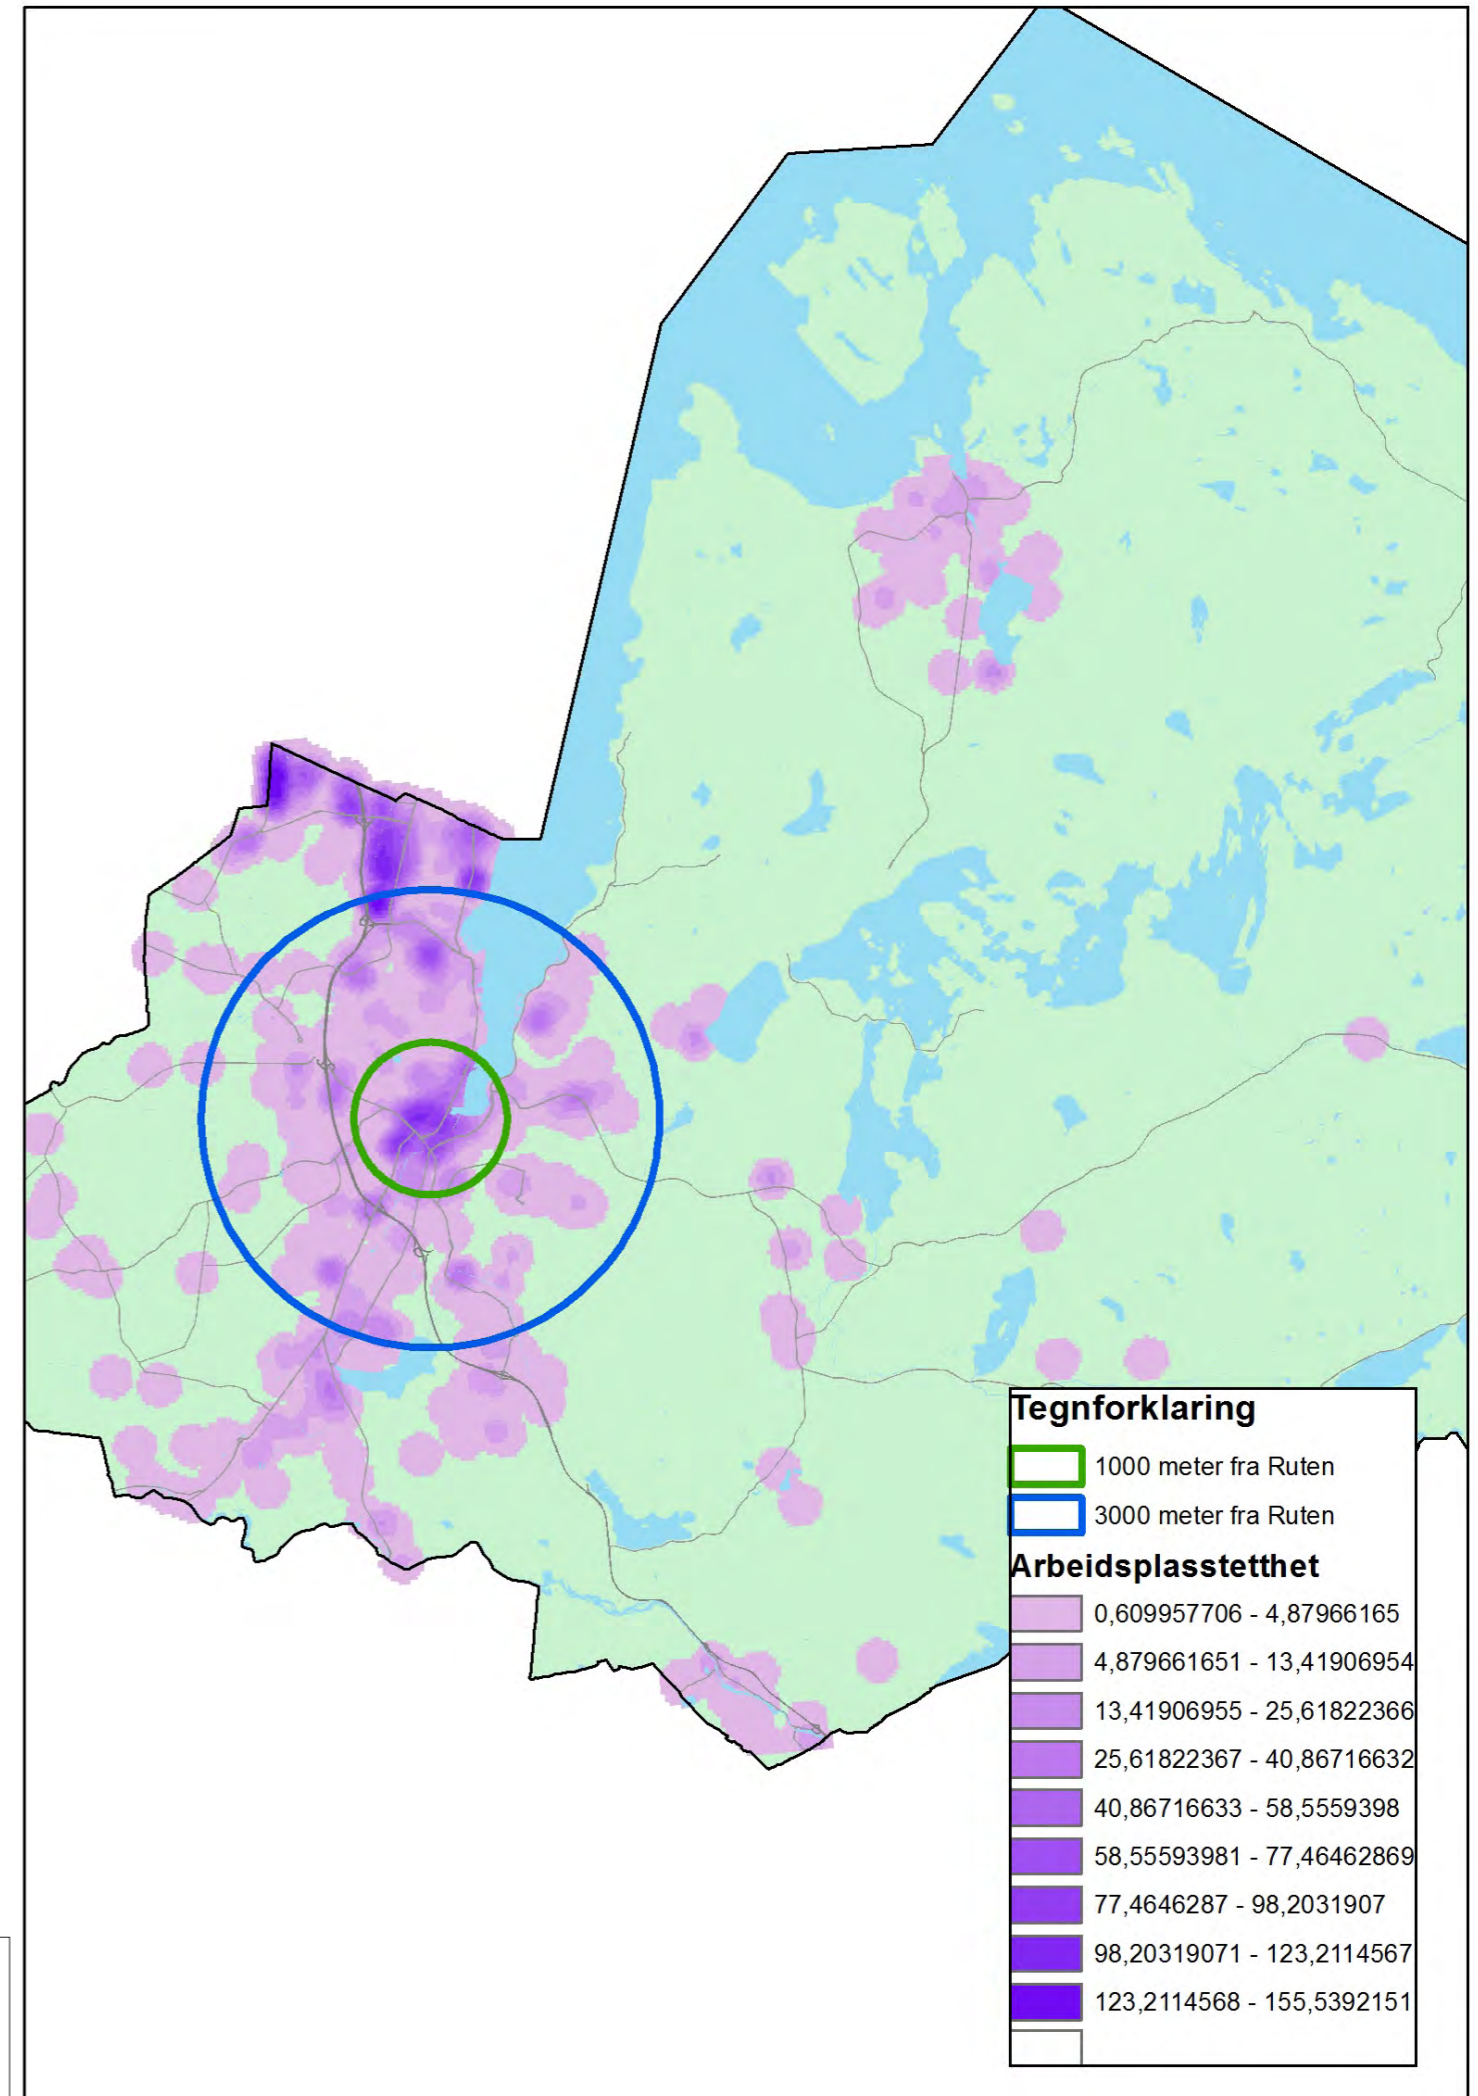 Tegnforklaring
1000 meter fra Ruten
3000 meter fra Ruten
Arbeidsplasstetthet
0,609957706 - 4,87966165
4,879661651 - 13,41906954
13,41906955 - 25,61822366
25,61822367 - 40,86716632
40,86716633 - 58,5559398
58,55593981 - 77,46462869
77,4646287 - 98,2031907
98,20319071 - 123,2114567
123,2114568 - 155,5392151